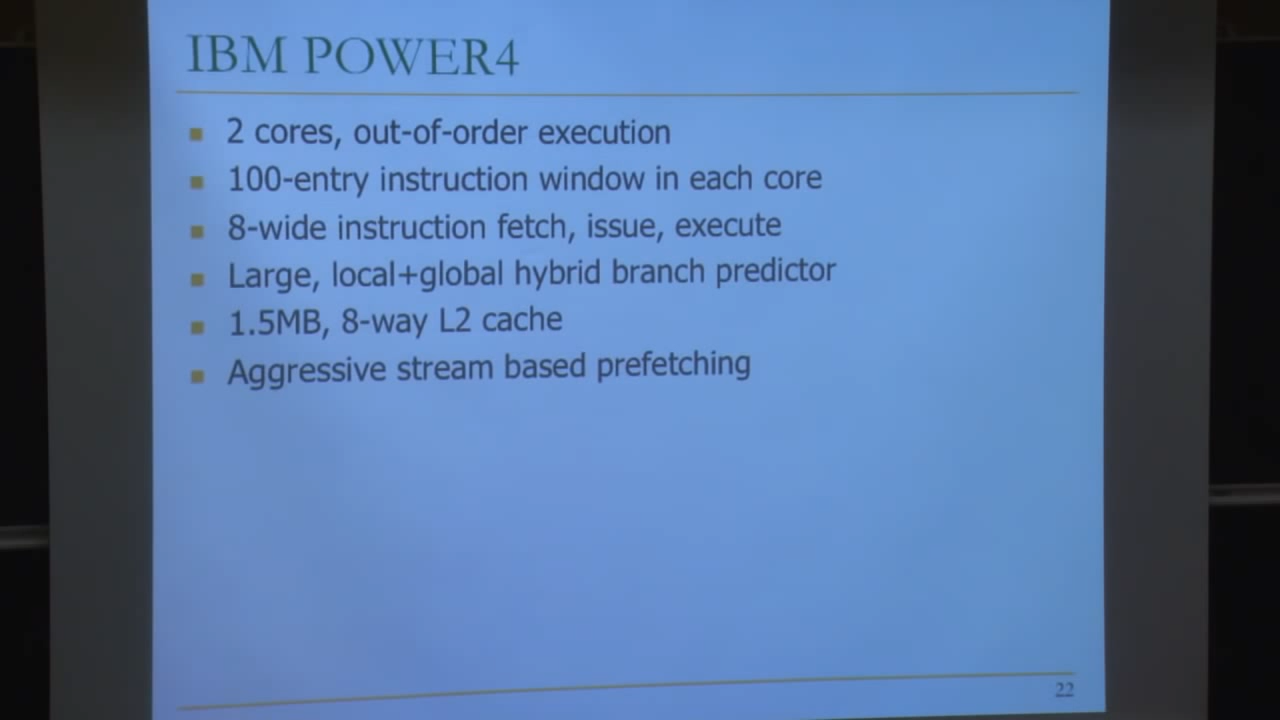 IBM POWER4
2 cores, out-of-order execution
100-entry instruction window in each core
8-wide instruction fetch, issue, execute
Large, local+global hybrid branch predictor
1.5MB, 8-way L2 cache
Aggressive stream based prefetching
22